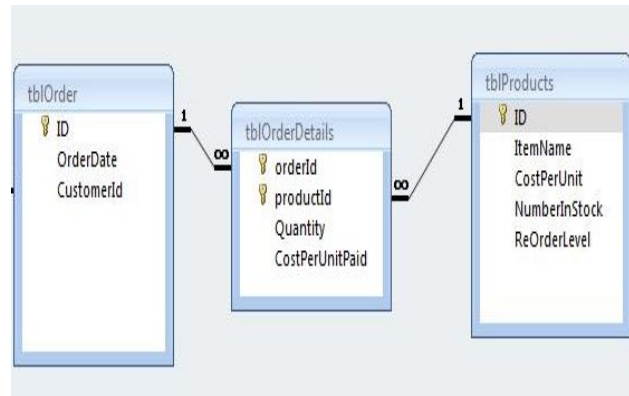 tblOrder
ID
OrderDate
CustomerId
1
∞
tblOrderDetails
orderId
productId
Quantity
CostPerUnitPaid
∞
1
tblProducts
ID
ItemName
CostPerUnit
NumberInStock
ReOrderLevel